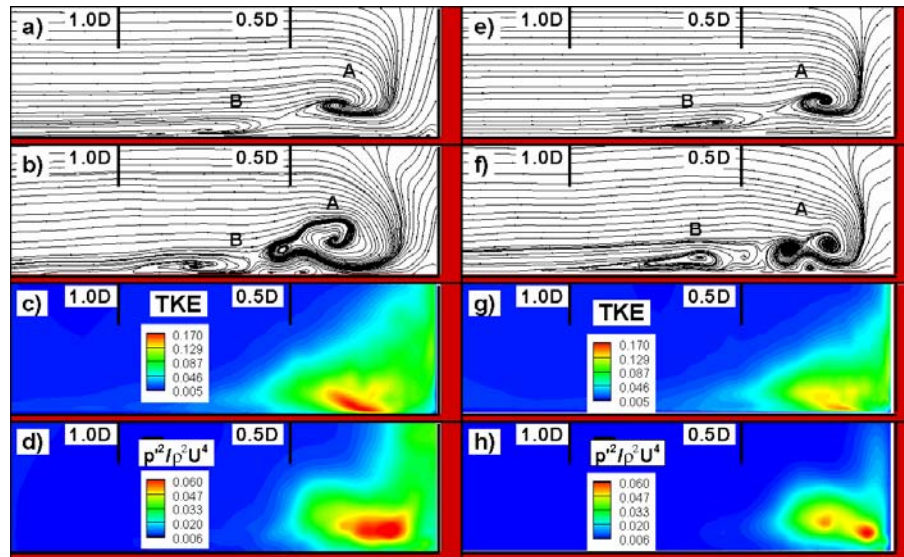 a) 1.0D 0.5D A B
e) 1.0D 0.5D A B
b) 1.0D 0.5D A B
f) 1.0D 0.5D A B
c) 1.0D 0.5D
TKE
0.170
0.129
0.087
0.046
0.005
g) 1.0D 0.5D
TKE
0.170
0.129
0.087
0.046
0.005
d) 1.0D 0.5D
p'²/ρ²U⁴
0.060
0.047
0.033
0.020
0.006
h) 1.0D 0.5D
p'²/ρ²U⁴
0.060
0.047
0.033
0.020
0.006